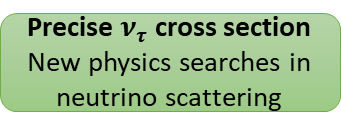 Precise ν𝜏 cross section
New physics searches in
neutrino scattering